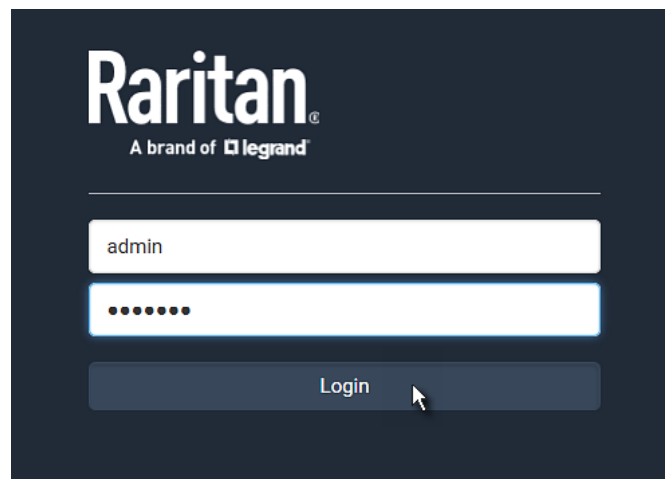 Raritan®
A brand of legrand®
admin
•••••••
Login